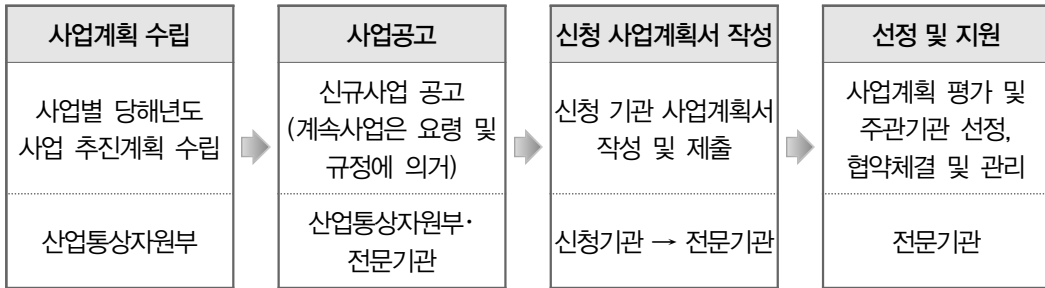 사업계획 수립
사업별 당해년도
사업 추진계획 수립
산업통상자원부
사업공고
신규사업 공고
(계속사업은 요령 및
규정에 의거)
산업통상자원부·
전문기관
신청 사업계획서 작성
신청 기관 사업계획서
작성 및 제출
신청기관 → 전문기관
선정 및 지원
사업계획 평가 및
주관기관 선정,
협약체결 및 관리
전문기관